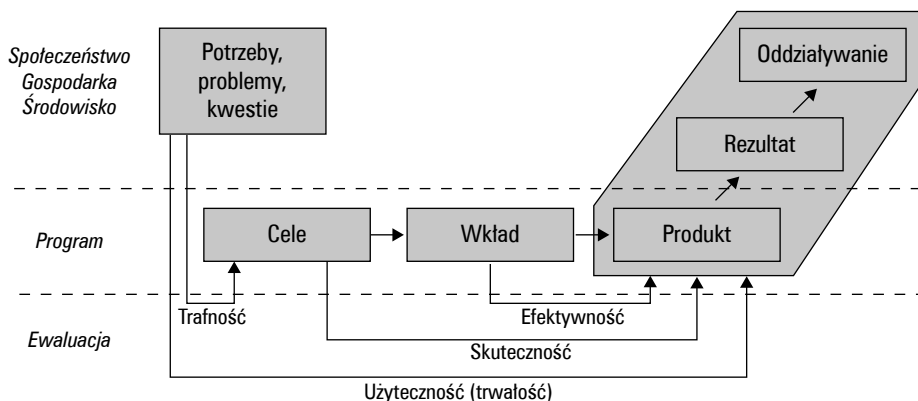 Społeczeństwo
Gospodarka
Środowisko
Potrzeby,
problemy,
kwestie
Oddziaływanie
Rezultat
Program
Cele
Wkład
Produkt
Trafność
Efektywność
Ewaluacja
Skuteczność
Użyteczność (trwałość)